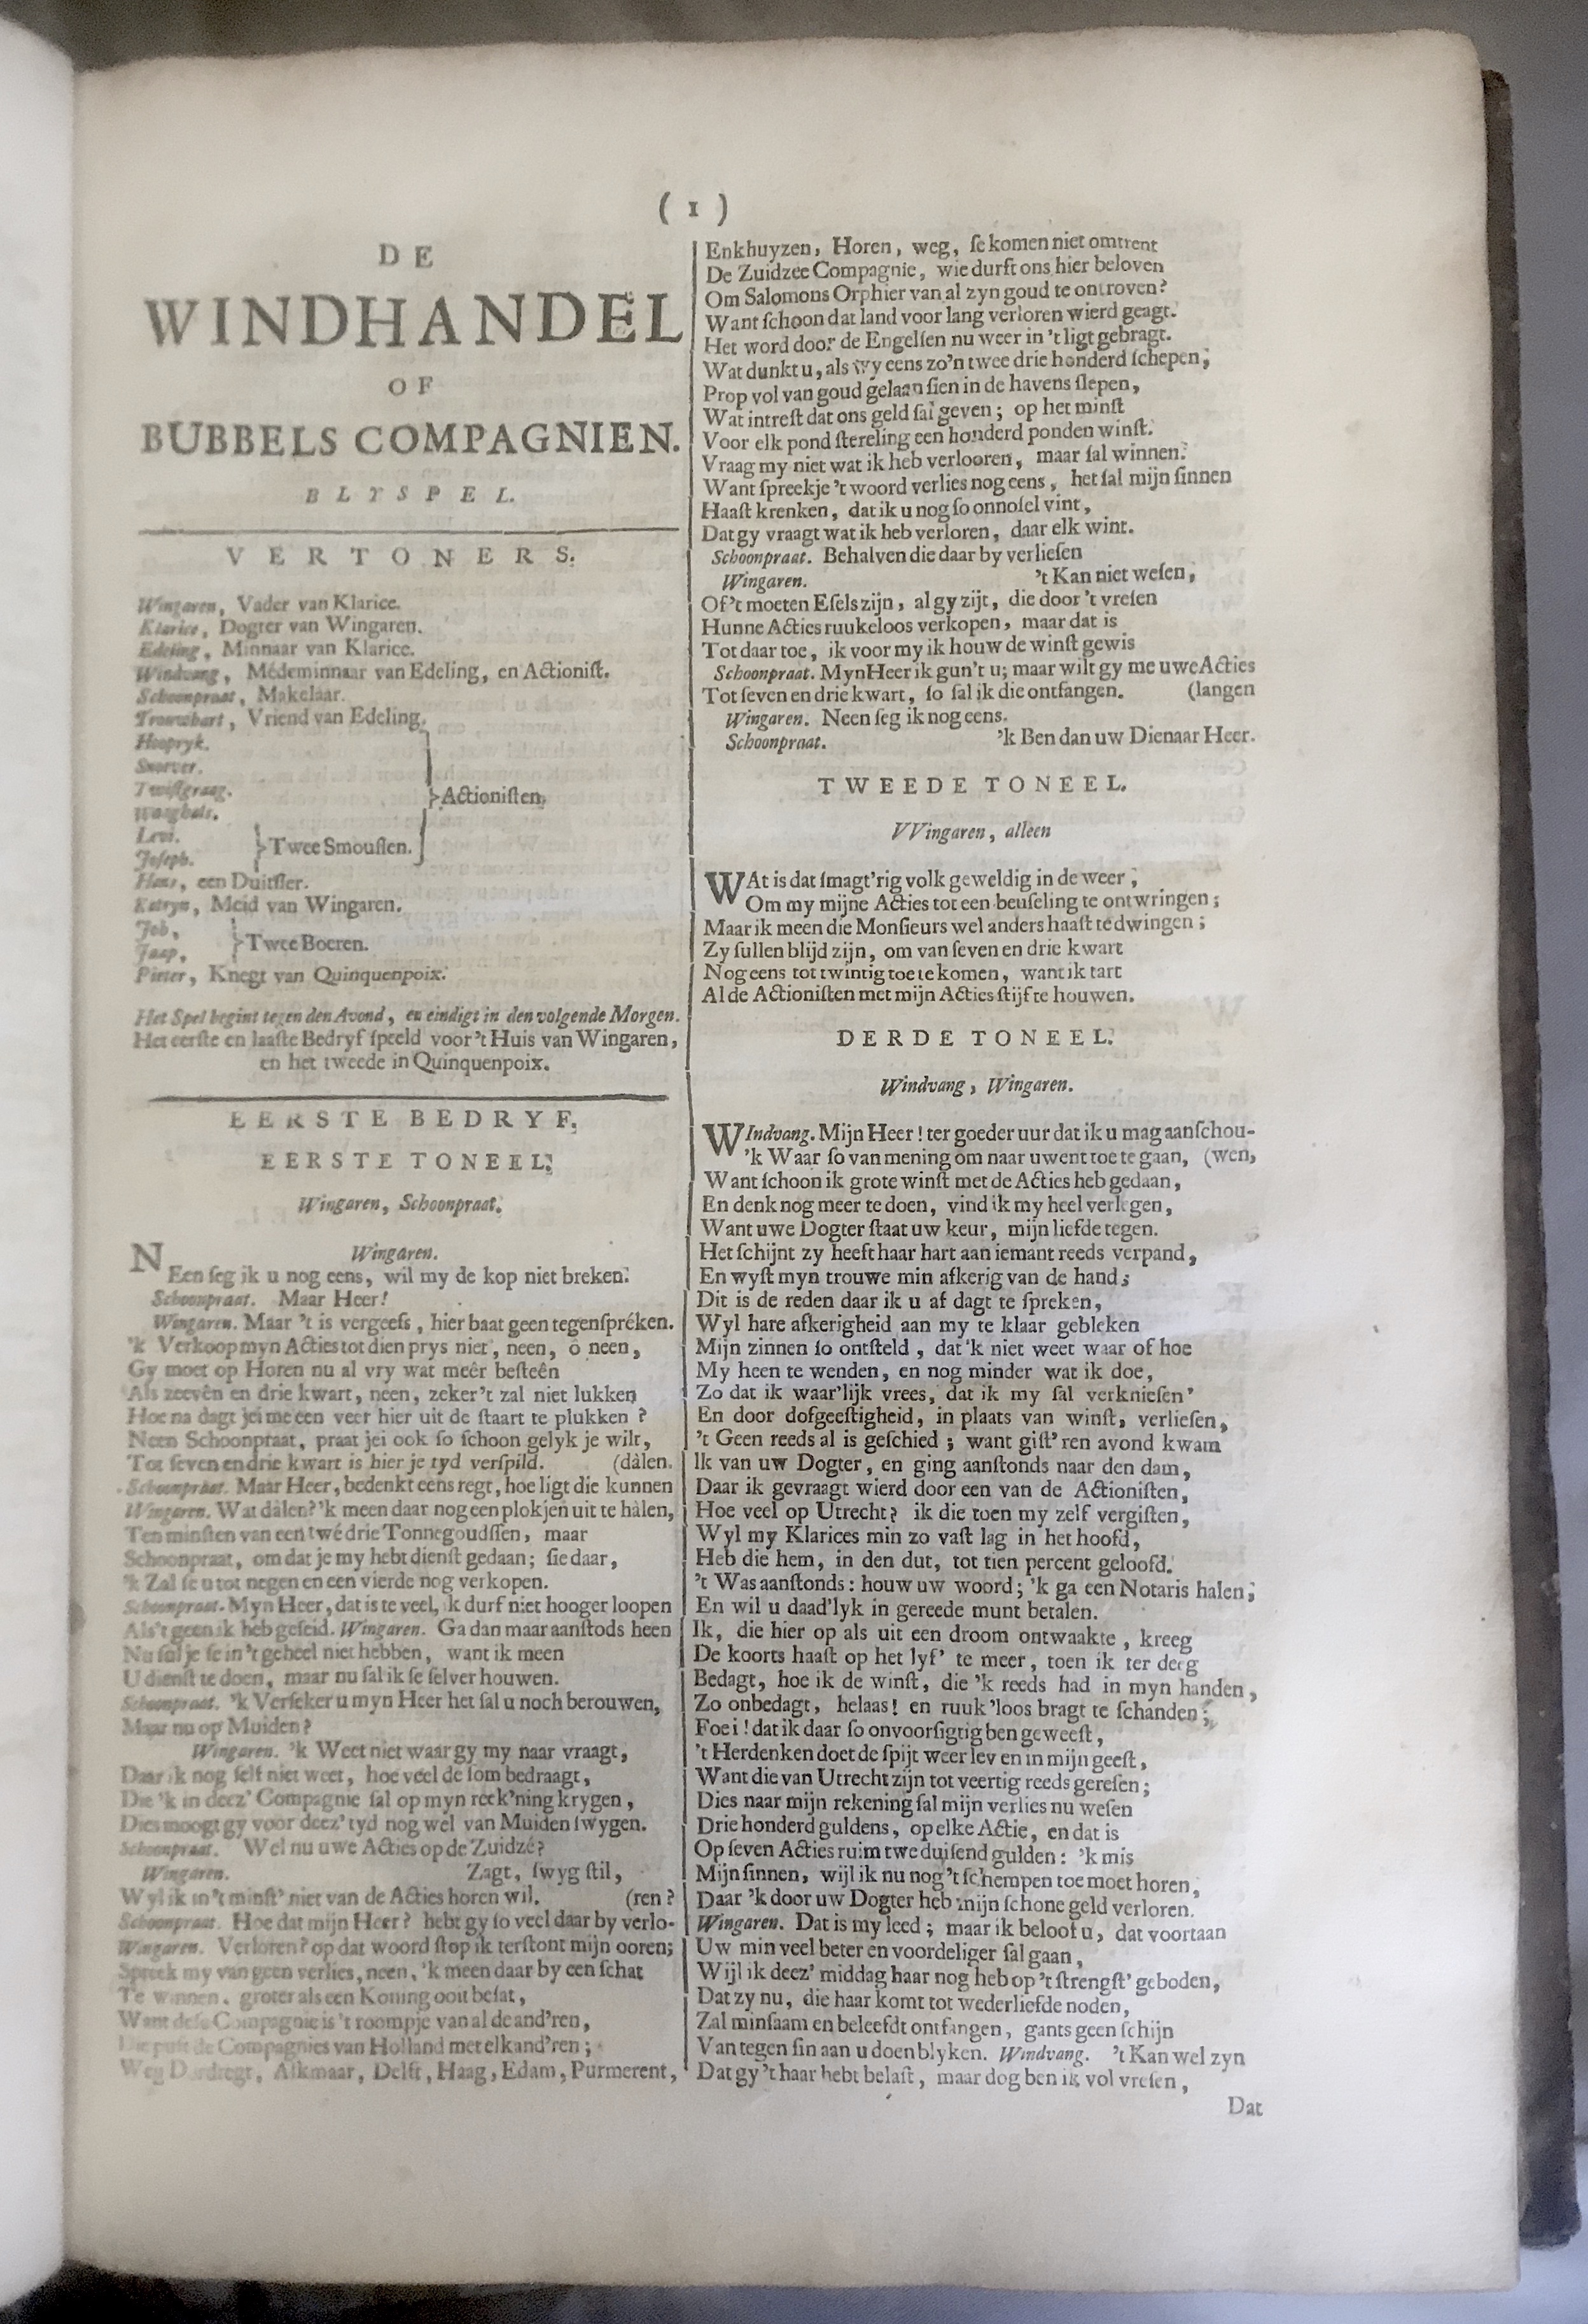 ( 1 )
DE
WINDHANDEL
OF
BUBBELS COMPAGNIEN.
BLYSPEL.
VERTONERS.
Wingaren, Vader van Klarice.
Klarice, Dogter van Wingaren.
Edeling, Minnaar van Klarice.
Windvang, Médeminnaar van Edeling, en Actioniſt.
Schoonpraat, Makelaar.
Trouwhart, Vriend van Edeling.
Hoopryk.
Snorver.
Twiſtgraag.
Waaghals.
}Actioniſten,
Levi.
Joſeph.
}Twee Smouſſen.
Hans, een Duitſſer.
Katryn, Meid van Wingaren.
Job,
Jaap,
}Twee Boeren.
Pieter, Knegt van Quinquenpoix.
Het Spel begint tegen den Avond, en eindigt in den volgende Morgen.
Het eerſte en laaſte Bedryf ſpeeld voor 't Huis van Wingaren,
en het tweede in Quinquenpoix.
EERSTE BEDRYF.
EERSTE TONEEL.
Wingaren, Schoonpraat.
Wingaren.
NEen ſeg ik u nog eens, wil my de kop niet breken.
Schoonpraat. Maar Heer!
Wingaren. Maar 't is vergeefs, hier baat geen tegenſpréken.
'k Verkoop myn Acties tot dien prys niet, neen, ô neen,
Gy moet op Horen nu al vry wat meêr beſteên
Als zeevên en drie kwart, neen, zeker 't zal niet lukken
Hoe na dagt jei me een veer hier uit de ſtaart te plukken?
Neen Schoonpraat, praat jei ook ſo ſchoon gelyk je wilt,
Tot ſeven en drie kwart is hier je tyd verſpild. (dàlen.
Schoonpraat. Maar Heer, bedenkt eens regt, hoe ligt die kunnen
Wingaren. Wat dàlen? 'k meen daar nog een plokjen uit te hàlen,
Ten minſten van een twé drie Tonnegoudſſen, maar
Schoonpraat, om dat je my hebt dienſt gedaan; ſie daar,
'k Zal ſe u tot negen en een vierde nog verkopen.
Schoonpraat. Myn Heer, dat is te veel, 'k durf niet hooger loopen
Als 't geen ik heb geſeid. Wingaren. Ga dan maar aanſtods heen
Nu ſul je ſe in 't geheel niet hebben, want ik meen
U dienſt te doen, maar nu ſal ik ſe ſelver houwen.
Schoonpraat. 'k Verſeker u myn Heer het ſal u noch berouwen,
Maar nu op Muiden?
Wingaren. 'k Weet niet waar gy my naar vraagt,
Daar ik nog ſelf niet weet, hoe veel de ſom bedraagt,
Die 'k in deez' Compagnie ſal op myn reek'ning krygen,
Dies moogt gy voor deez' tyd nog wel van Muiden ſwygen.
Schoonpraat. Wel nu uwe Acties op de Zuidzé?
Wingaren. Zagt, ſwyg ſtil,
Wyl ik in 't minſt' niet van de Acties horen wil. (ren?
Schoonpraat. Hoe dat mijn Heer? hebt gy ſo veel daar by verlo-
Wingaren. Verloren? op dat woord ſtop ik terſtont mijn ooren;
Spreek my van geen verlies, neen, 'k meen daar by een ſchat
Te winnen, groter als een Koning ooit beſat,
Want deſe Compagnie is 't roompje van al de and'ren,
Die puft de Compagnies van Holland met elkand'ren;
Weg Dordregt, Alkmaar, Delft, Haag, Edam, Purmerent,
Enkhuyzen, Horen, weg, ſe komen niet omtrent
De Zuidzee Compagnie, wie durft ons hier beloven
Om Salomons Orphier van al zyn goud te ontroven?
Want ſchoon dat land voor lang verloren wierd geagt.
Het word door de Engelſen nu weer in 't ligt gebragt.
Wat dunkt u, als wy eens zo'n twee drie honderd ſchepen,
Prop vol van goud gelaan ſien in de havens ſlepen,
Wat intreſt dat ons geld ſal geven; op het minſt
Voor elk pond ſtereling een honderd ponden winſt.
Vraag my niet wat ik heb verlooren, maar ſal winnen.
Want ſpreekje 't woord verlies nog eens, het ſal mijn ſinnen
Haaſt krenken, dat ik u nog ſo onnoſel vint,
Dat gy vraagt wat ik heb verloren, daar elk wint.
Schoonpraat. Behalven die daar by verlieſen
Wingaren. 't Kan niet weſen,
Of 't moeten Eſels zijn, al gy zijt, die door 't vreſen
Hunne Acties ruukeloos verkopen, maar dat is
Tot daar toe, ik voor my ik houw de winſt gewis
Schoonpraat. Myn Heer ik gun 't u; maar wilt gy me uwe Acties
Tot ſeven en drie kwart, ſo ſal ik die ontfangen. (langen
Wingaren. Neen ſeg ik nog eens.
Schoonpraat. 'k Ben dan uw Dienaar Heer.
TWEEDE TONEEL.
VVingaren, alleen
WAt is dat ſmagt'rig volk geweldig in de weer,
Om my mijne Acties tot een beuſeling te ontwringen;
Maar ik meen die Monſieurs wel anders haaſt te dwingen;
Zy ſullen blijd zijn, om van ſeven en drie kwart
Nog eens tot twintig toe te komen, want ik tart
Al de Actioniſten met mijn Acties ſtijf te houwen.
DERDE TONEEL.
Windvang, Wingaren.
WIndvang. Mijn Heer! ter goeder uur dat ik u mag aanſchou-
'k Waar ſo van mening om naar uwent toe te gaan, (wen,
Want ſchoon ik grote winſt met de Acties heb gedaan,
En denk nog meer te doen, vind ik my heel verlegen,
Want uwe Dogter ſtaat uw keur, mijn liefde tegen.
Het ſchijnt zy heeft haar hart aan iemant reeds verpand,
En wyſt myn trouwe min afkerig van de hand;
Dit is de reden daar ik u af dagt te ſpreken,
Wyl hare afkerigheid aan my te klaar gebleken
Mijn zinnen ſo ontſteld, dat 'k niet weet waar of hoe
My heen te wenden, en nog minder wat ik doe,
Zo dat ik waar'lijk vrees, dat ik my ſal verknieſen'
En door dofgeeſtigheid, in plaats van winſt, verlieſen,
't Geen reeds al is geſchied; want giſt'ren avond kwam
Ik van uw Dogter, en ging aanſtonds naar den dam,
Daar ik gevraagt wierd door een van de Actioniſten,
Hoe veel op Utrecht? ik die toen my zelf vergiſten,
Wyl my Klarices min zo vaſt lag in het hoofd,
Heb die hem, in den dut, tot tien percent geloofd.
't Was aanſtonds: houw uw woord; 'k ga een Notaris halen,
En wil u daad'lyk in gereede munt betalen.
Ik, die hier op als uit een droom ontwaakte, kreeg
De koorts haaſt op het lyf' te meer, toen ik ter deeg
Bedagt, hoe ik de winſt, die 'k reeds had in myn handen,
Zo onbedagt, helaas! en ruuk'loos bragt te ſchanden;
Foei! dat ik daar ſo onvoorſigtig ben geweeſt,
't Herdenken doet de ſpijt weer leven in mijn geeſt,
Want die van Utrecht zijn tot veertig reeds gereſen;
Dies naar mijn rekening ſal mijn verlies nu weſen
Drie honderd guldens, op elke Actie, en dat is
Op ſeven Acties ruim twe duiſend gulden: 'k mis
Mijn ſinnen, wijl ik nu nog 't ſchempen toe moet horen,
Daar 'k door uw Dogter heb mijn ſchone geld verloren.
Wingaren. Dat is my leed; maar ik beloof u, dat voortaan
Uw min veel beter en voordeliger ſal gaan,
Wijl ik deez' middag haar nog heb op 't ſtrengſt' geboden,
Dat zy nu, die haar komt tot wederliefde noden,
Zal minſaam en beleefdt ontfangen, gants geen ſchijn
Van tegen ſin aan u doen blyken. Windvang. 't Kan wel zyn
Dat gy 't haar hebt belaſt, maar dog ben ik vol vreſen,
Dat